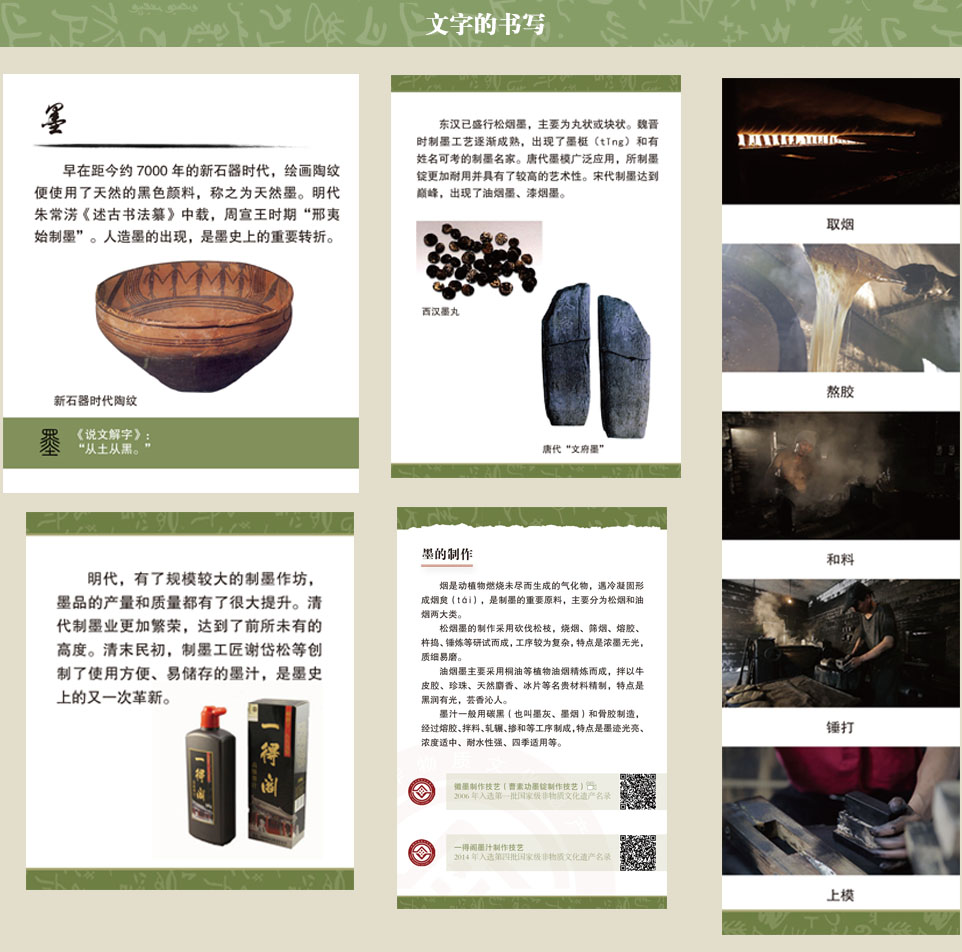 文字的书写
墨
早在距今约 7000 年的新石器时代，绘画陶纹
便使用了天然的黑色颜料，称之为天然墨。明代
朱常淓《述古书法纂》中载，周宣王时期“邢夷
始制墨”。人造墨的出现，是墨史上的重要转折。
新石器时代陶纹
墨
《说文解字》：
“从土从黑。”
东汉已盛行松烟墨，主要为丸状或块状。魏晋
时制墨工艺逐渐成熟，出现了墨梃（tǐng）和有
姓名可考的制墨名家。唐代墨模广泛应用，所制墨
锭更加耐用并具有了较高的艺术性。宋代制墨达到
巅峰，出现了油烟墨、漆烟墨。
西汉墨丸
唐代“文府墨”
明代，有了规模较大的制墨作坊，
墨品的产量和质量都有了很大提升。清
代制墨业更加繁荣，达到了前所未有的
高度。清末民初，制墨工匠谢岱松等创
制了使用方便、易储存的墨汁，是墨史
上的又一次革新。
一得阁
一得阁
墨的制作
烟是动植物燃烧未尽而生成的气化物，遇冷凝固形
成烟炱（tái），是制墨的重要原料，主要分为松烟和油
烟两大类。
松烟墨的制作采用砍伐松枝，烧烟、筛烟、熔胶、
杵捣、锤炼等研试而成，工序较为复杂，特点是浓墨无光，
质细易磨。
油烟墨主要采用桐油等植物油烟精炼而成，拌以牛
皮胶、珍珠、天然麝香、冰片等名贵材料精制，特点是
黑润有光，芸香沁人。
墨汁一般用碳黑（也叫墨灰、墨烟）和骨胶制造，
经过熔胶、拌料、轧辗、掺和等工序制成，特点是墨迹光亮、
浓度适中、耐水性强、四季适用等。
徽墨制作技艺（曹素功墨锭制作技艺）
2006 年入选第一批国家级非物质文化遗产名录
一得阁墨汁制作技艺
2014 年入选第四批国家级非物质文化遗产名录
取烟
熬胶
和料
锤打
上模